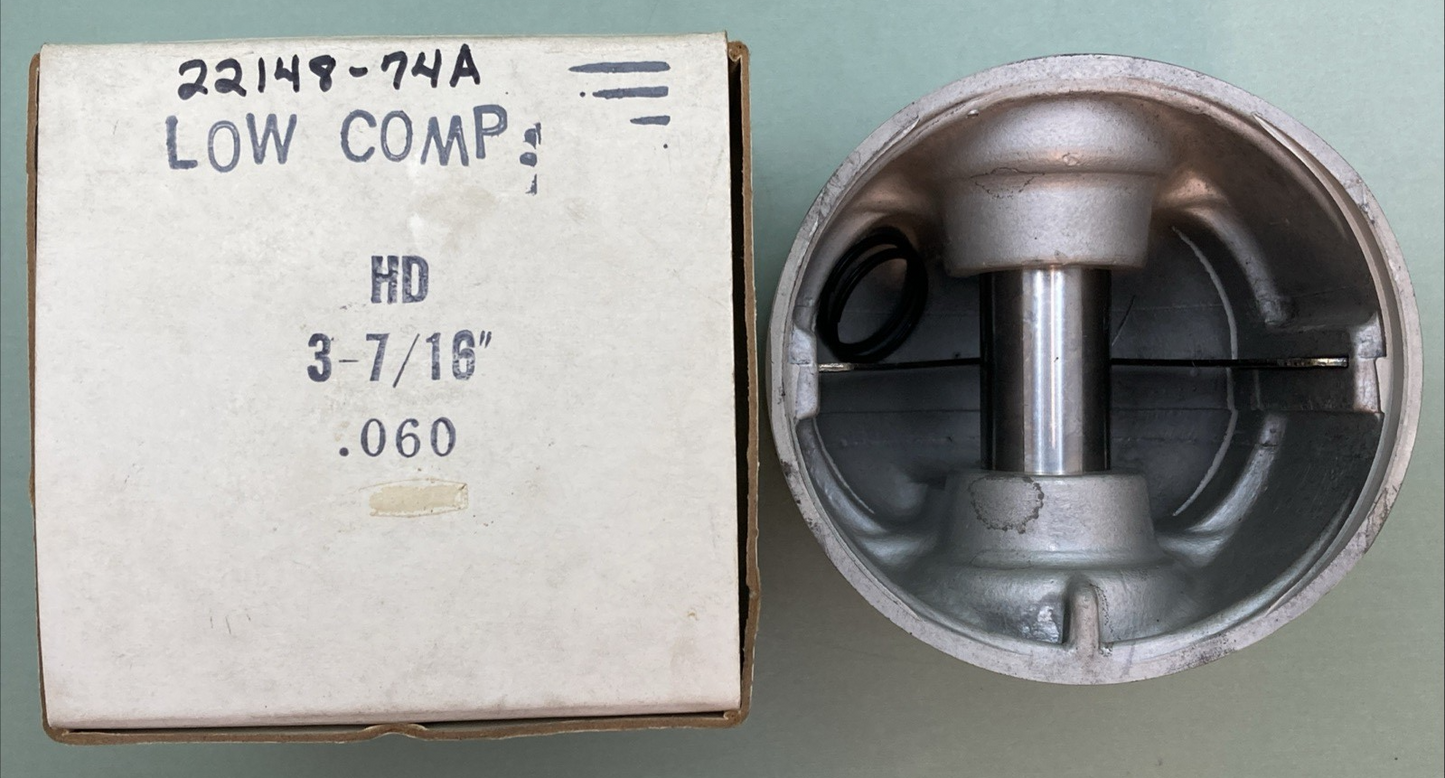 22148-74A
LOW COMP.
HD
3-7/16"
.060